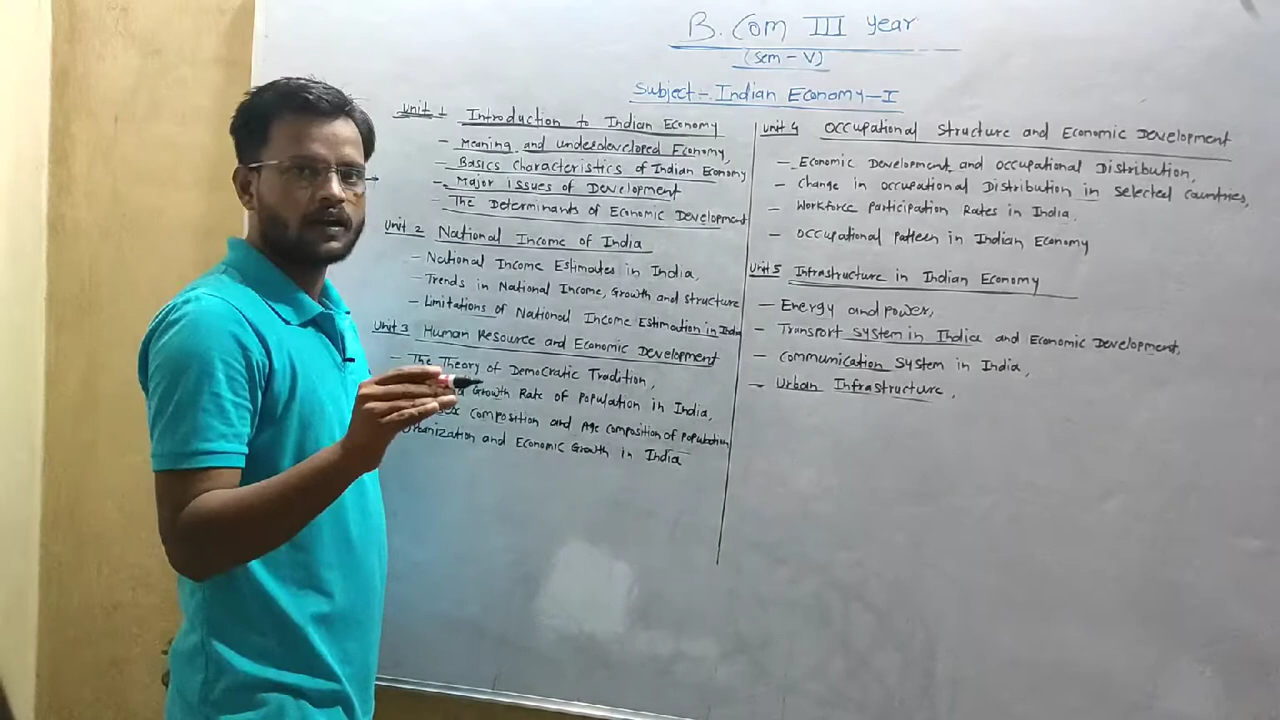 B. Com III Year
(Sem - V)
Subject - Indian Economy - I
Unit 1 Introduction to Indian Economy
- Meaning and underdeveloped Economy,
- Basics Characteristics of Indian Economy
- Major issues of Development
- The Determinants of Economic Development
Unit 2 National Income of India
- National Income Estimates in India,
- Trends in National Income, Growth and structure
- Limitations of National Income Estimation in India
Unit 3 Human Resource and Economic Development
- The Theory of Democratic Tradition,
Growth Rate of Population in India,
Composition and Age composition of population
and Economic Growth in India
Unit 4 Occupational Structure and Economic Development
- Economic Development and Occupational Distribution,
- Change in occupational Distribution in selected countries,
- Workforce participation Rates in India,
- Occupational patteen in Indian Economy
Unit 5 Infrastructure in Indian Economy
- Energy and power,
- Transport system in India and Economic Development,
- Communication System in India,
- Urban Infrastructure.